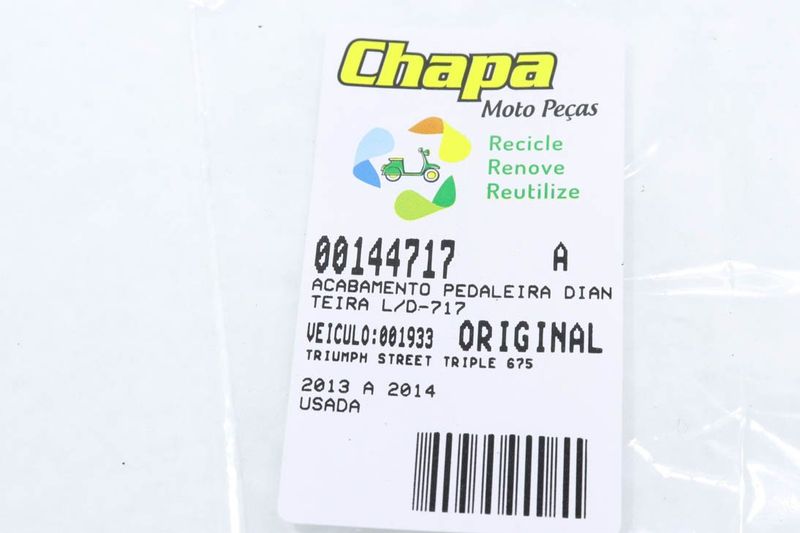 Chapa
Moto Peças
Recicle
Renove
Reutilize
00144717 A
ACABAMENTO PEDALEIRA DIAN
TEIRA L/D-717
VEICULO:001933 ORIGINAL
TRIUMPH STREET TRIPLE 675
2013 A 2014
USADA